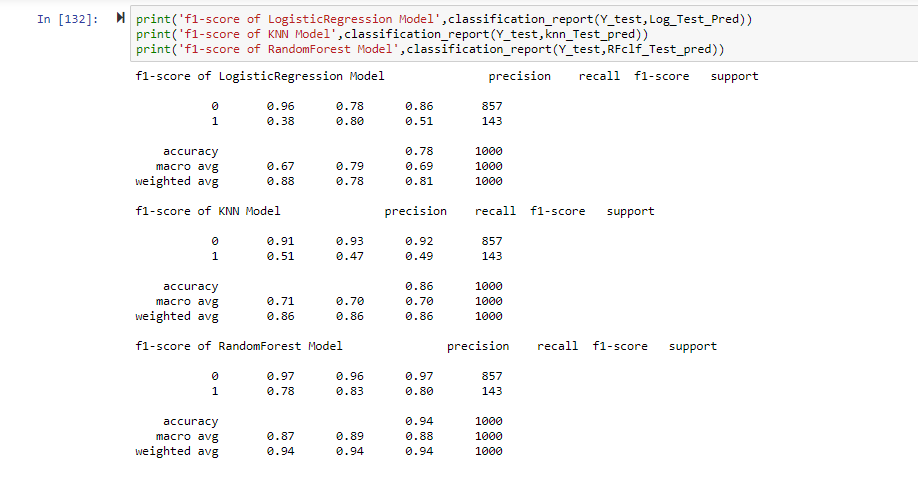 In [132]:
print('f1-score of LogisticRegression Model',classification_report(Y_test,Log_Test_Pred))
print('f1-score of KNN Model',classification_report(Y_test,knn_Test_pred))
print('f1-score of RandomForest Model',classification_report(Y_test,RFclf_Test_pred))
f1-score of LogisticRegression Model precision recall f1-score support
0 0.96 0.78 0.86 857
1 0.38 0.80 0.51 143
accuracy 0.78 1000
macro avg 0.67 0.79 0.69 1000
weighted avg 0.88 0.78 0.81 1000
f1-score of KNN Model precision recall f1-score support
0 0.91 0.93 0.92 857
1 0.51 0.47 0.49 143
accuracy 0.86 1000
macro avg 0.71 0.70 0.70 1000
weighted avg 0.86 0.86 0.86 1000
f1-score of RandomForest Model precision recall f1-score support
0 0.97 0.96 0.97 857
1 0.78 0.83 0.80 143
accuracy 0.94 1000
macro avg 0.87 0.89 0.88 1000
weighted avg 0.94 0.94 0.94 1000